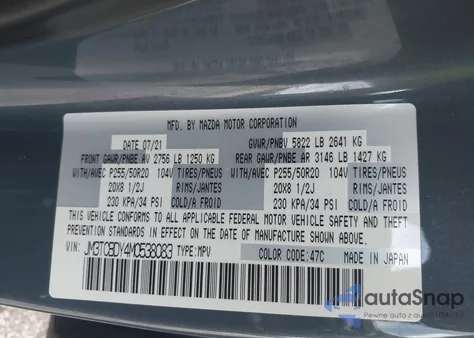 MFD. BY MAZDA MOTOR CORPORATION
DATE 07/21 GVWR/PNBV 5822 LB 2641 KG
FRONT GAWR/PNBE AV 2756 LB 1250 KG REAR GAWR/PNBE AR 3146 LB 1427 KG
WITH/AVEC P255/50R20 104V TIRES/PNEUS WITH/AVEC P255/50R20 104V TIRES/PNEUS
20X8 1/2J RIMS/JANTES 20X8 1/2J RIMS/JANTES
230 KPA/34 PSI COLD/A FROID 230 KPA/34 PSI COLD/A FROID
THIS VEHICLE CONFORMS TO ALL APPLICABLE FEDERAL MOTOR VEHICLE SAFETY, BUMPER, AND THEFT
PREVENTION STANDARDS IN EFFECT ON THE DATE OF MANUFACTURE SHOWN ABOVE.
VIN: JM3TCBDY4M0538083 TYPE:MPV COLOR CODE:47C MADE IN JAPAN
autoSnap
Pewne auta z USA i EU